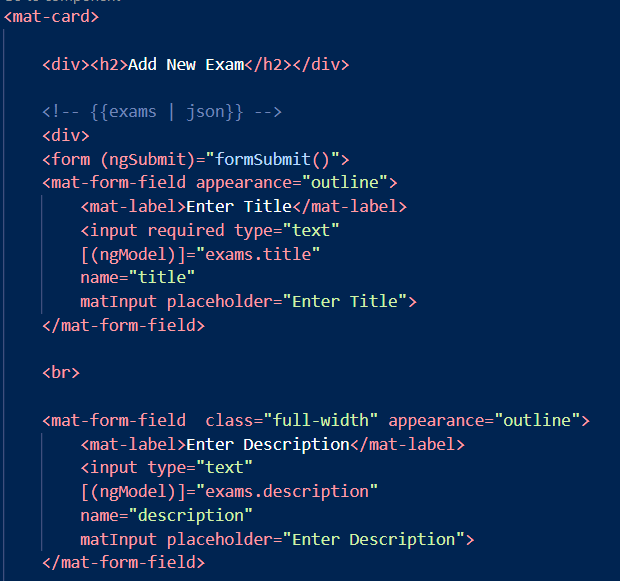 Go to component
<mat-card>
<div><h2>Add New Exam</h2></div>
<!-- {{exams | json}} -->
<div>
<form (ngSubmit)="formSubmit()">
<mat-form-field appearance="outline">
<mat-label>Enter Title</mat-label>
<input required type="text"
[(ngModel)]="exams.title"
name="title"
matInput placeholder="Enter Title">
</mat-form-field>
<br>
<mat-form-field  class="full-width" appearance="outline">
<mat-label>Enter Description</mat-label>
<input type="text"
[(ngModel)]="exams.description"
name="description"
matInput placeholder="Enter Description">
</mat-form-field>